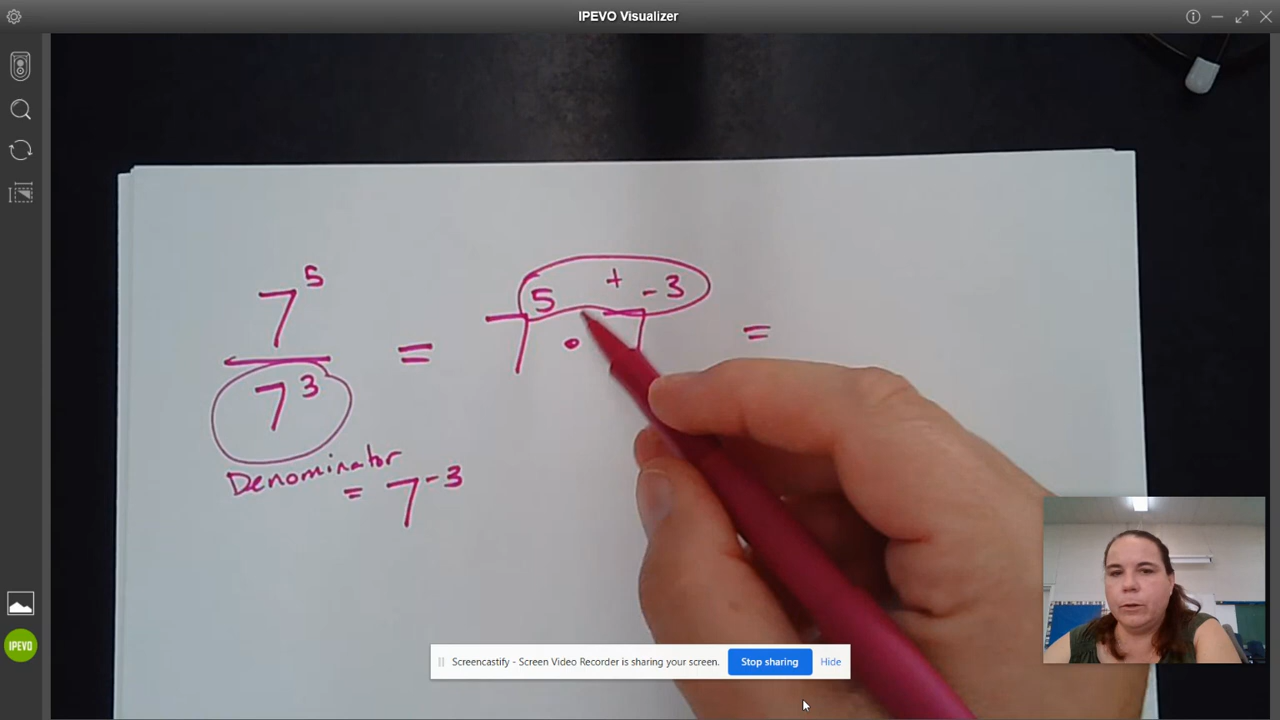 IPEVO Visualizer
7^5
7^3
=
5 + -3
7 · 7
=
Denominator
= 7^-3
IPEVO
Screencastify - Screen Video Recorder is sharing your screen. Stop sharing Hide